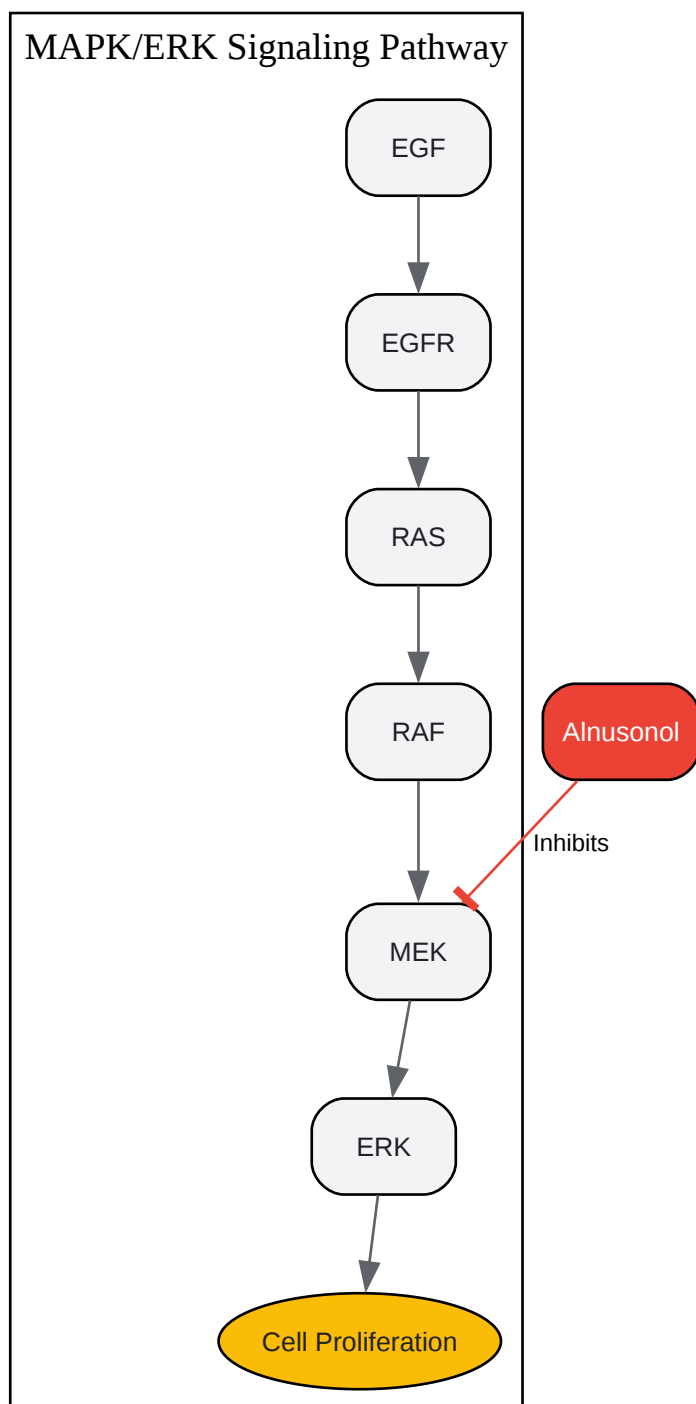 MAPK/ERK Signaling Pathway
EGF
EGFR
RAS
RAF
Alnusonol
Inhibits
MEK
ERK
Cell Proliferation